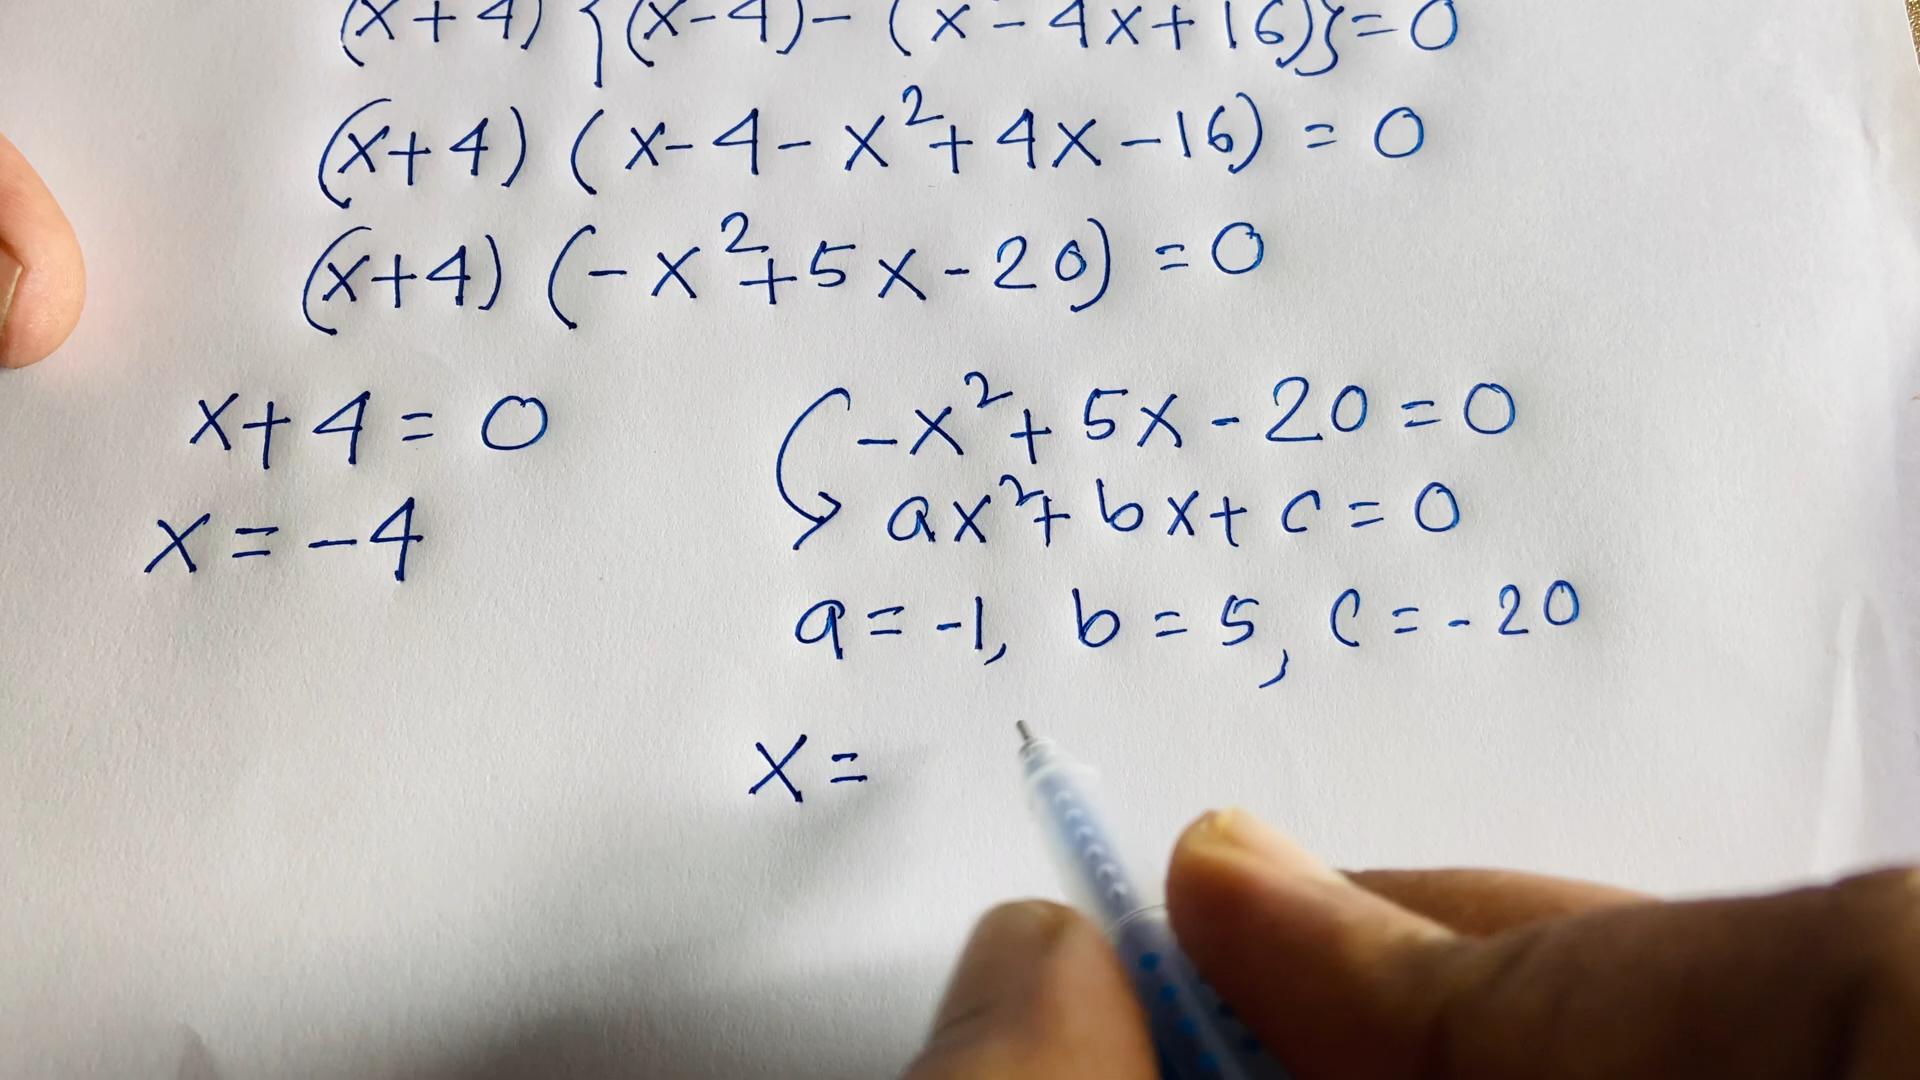 (x+4) {(x-4)-(x-4x+16)}=0
(x+4) (x-4-x²+4x-16) = 0
(x+4) (-x²+5x-20) = 0
x+4=0
x=-4
-x²+5x-20=0
ax²+bx+c=0
a=-1, b=5, c=-20
x=